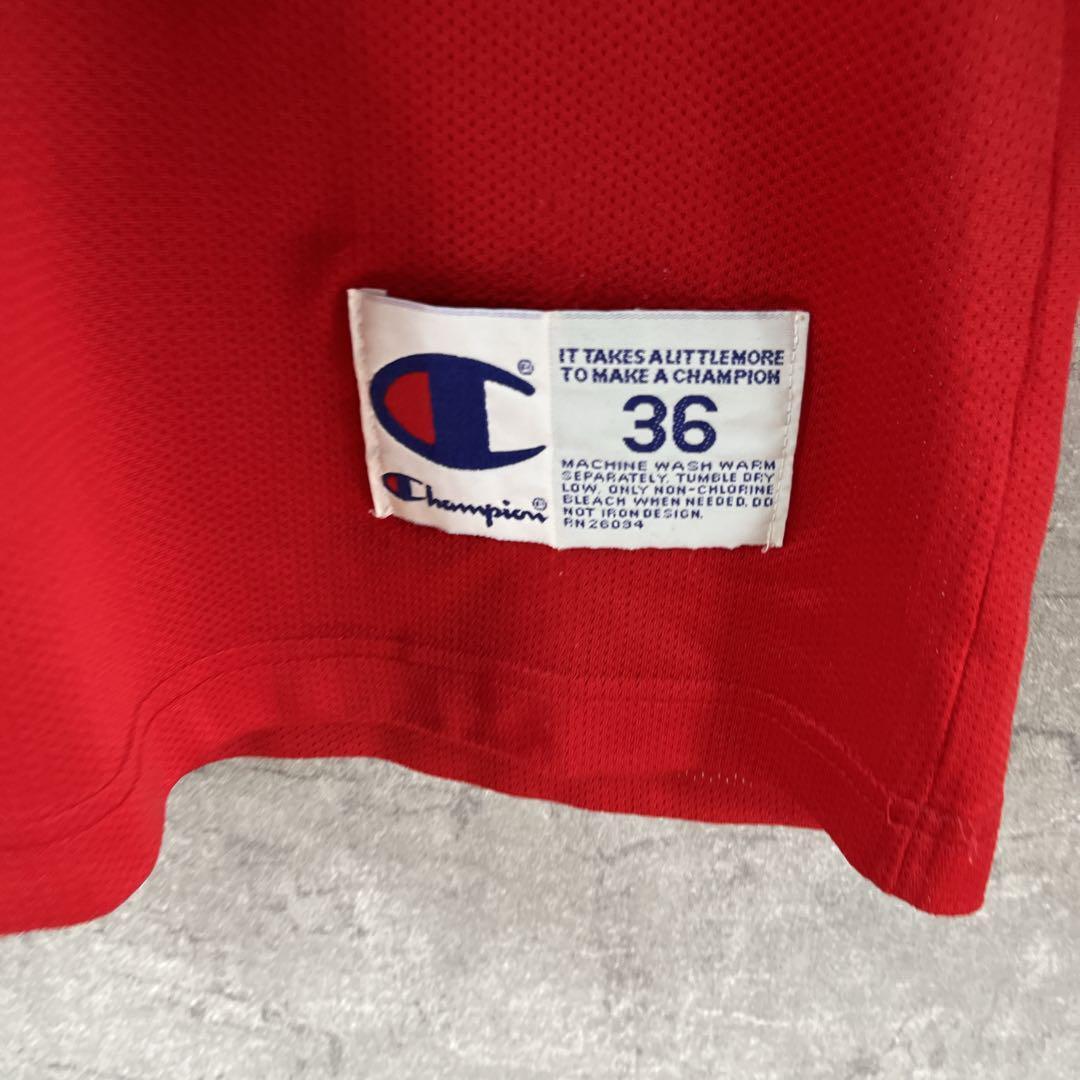 Champion
IT TAKES A LITTLE MORE
TO MAKE A CHAMPION
36
MACHINE WASH WARM
SEPARATELY. TUMBLE DRY
LOW. ONLY NON-CHLORINE
BLEACH WHEN NEEDED. DO
NOT IRON DESIGN.
RN 26094